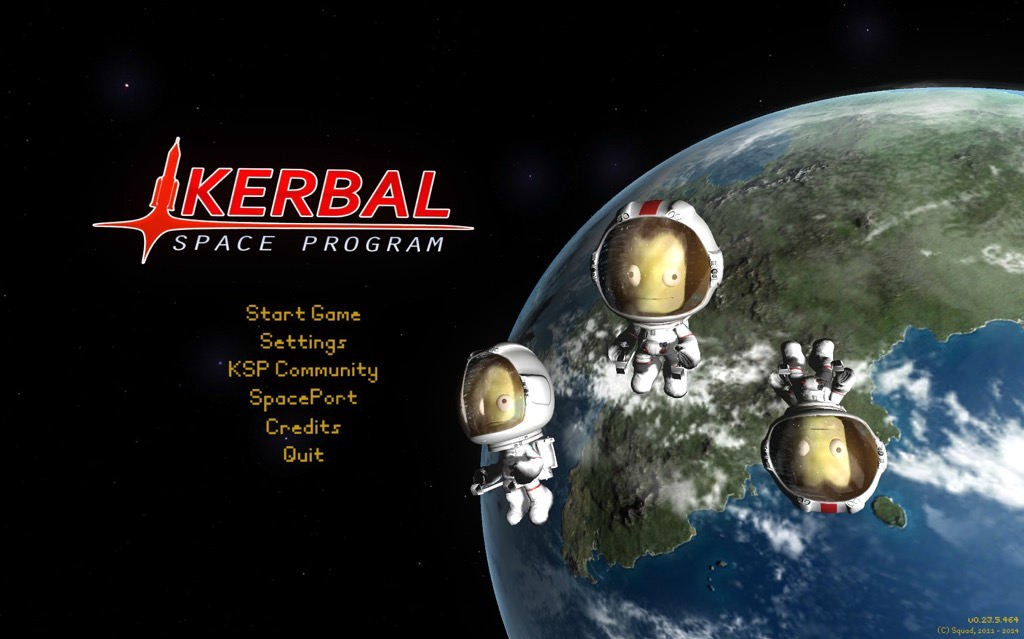 KERBAL
SPACE PROGRAM
Start Game
Settings
KSP Community
SpacePort
Credits
Quit
v0.23.5.464
(C) Squad, 2011 - 2014